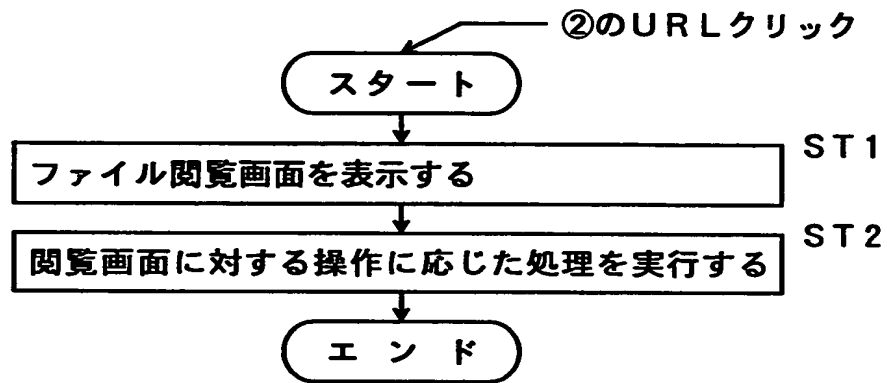 ②のURLクリック
スタート
ST1
ファイル閲覧画面を表示する
ST2
閲覧画面に対する操作に応じた処理を実行する
エンド